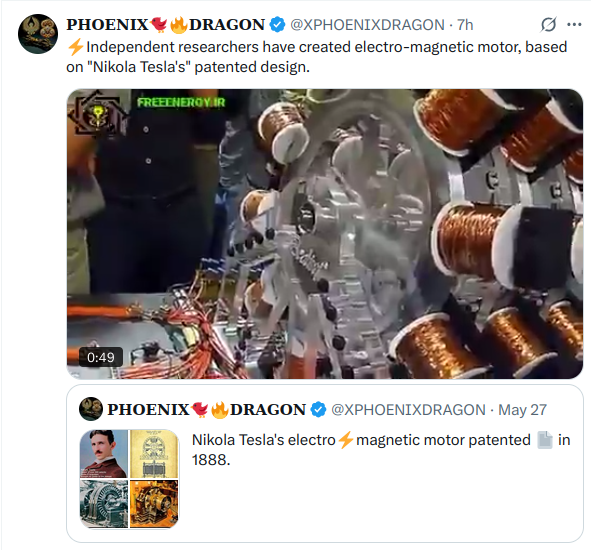 PHOENIX🐦‍🔥DRAGON @XPHOENIXDRAGON · 7h
⚡Independent researchers have created electro-magnetic motor, based
on "Nikola Tesla's" patented design.
FREEENERGY.IR
0:49
PHOENIX🐦‍🔥DRAGON @XPHOENIXDRAGON · May 27
Nikola Tesla's electro⚡magnetic motor patented 📄 in
1888.